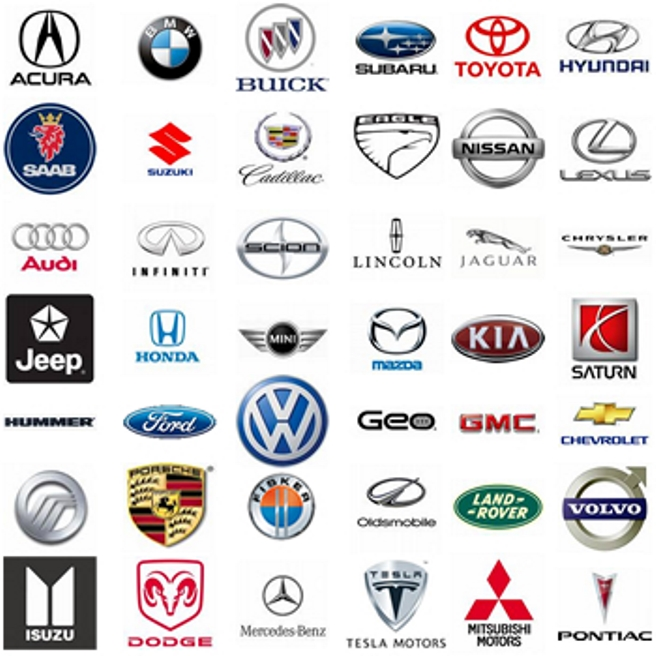 ACURA
BMW
BUICK
SUBARU
TOYOTA
HYUNDAI
SAAB
SUZUKI
Cadillac
EAGLE
NISSAN
LEXUS
Audi
INFINITI
SCION
LINCOLN
JAGUAR
CHRYSLER
Jeep
HONDA
MINI
mazda
KIA
SATURN
HUMMER
Ford
VW
GEO
GMC
CHEVROLET
PORSCHE
FISKER
Oldsmobile
LAND-
-ROVER
VOLVO
ISUZU
DODGE
Mercedes-Benz
TESLA
TESLA MOTORS
MITSUBISHI
MOTORS
PONTIAC